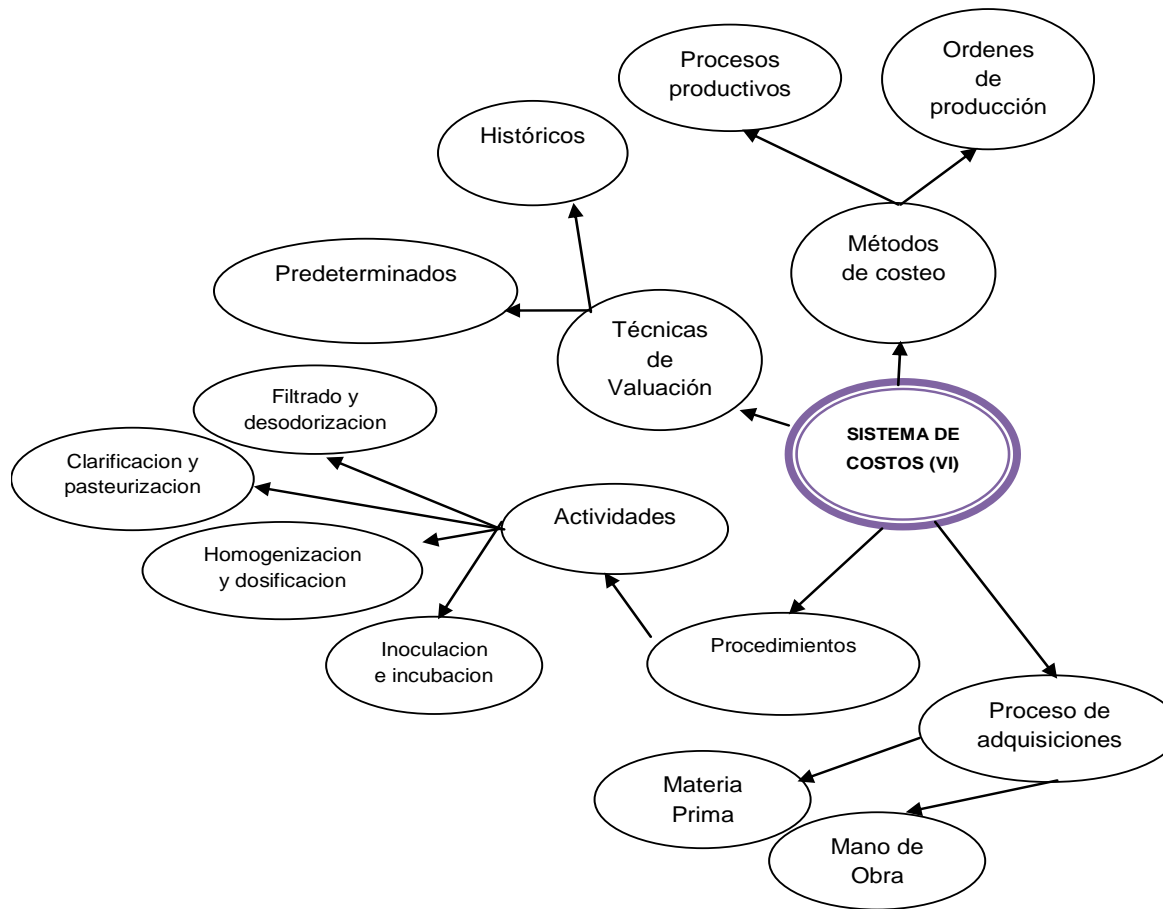 Procesos
productivos
Ordenes
de
producción
Históricos
Métodos
de costeo
Predeterminados
Técnicas
de
Valuación
Filtrado y
desodorizacion
SISTEMA DE
COSTOS (VI)
Clarificacion y
pasteurizacion
Actividades
Homogenizacion
y dosificacion
Inoculacion
e incubacion
Procedimientos
Proceso de
adquisiciones
Materia
Prima
Mano de
Obra